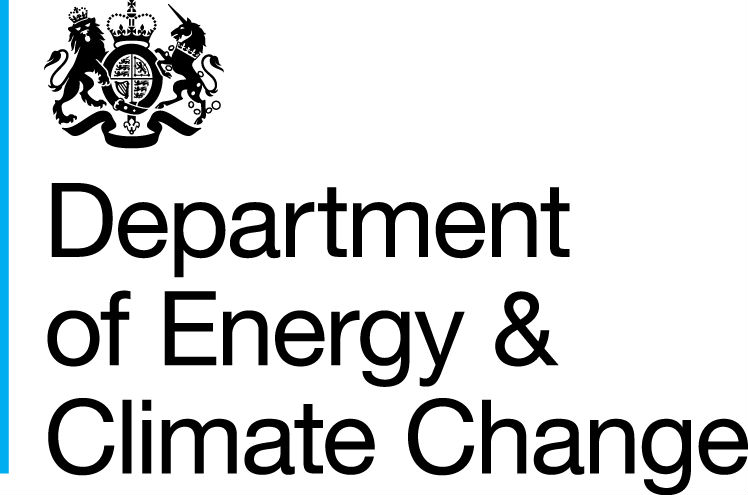 Department
of Energy &
Climate Change